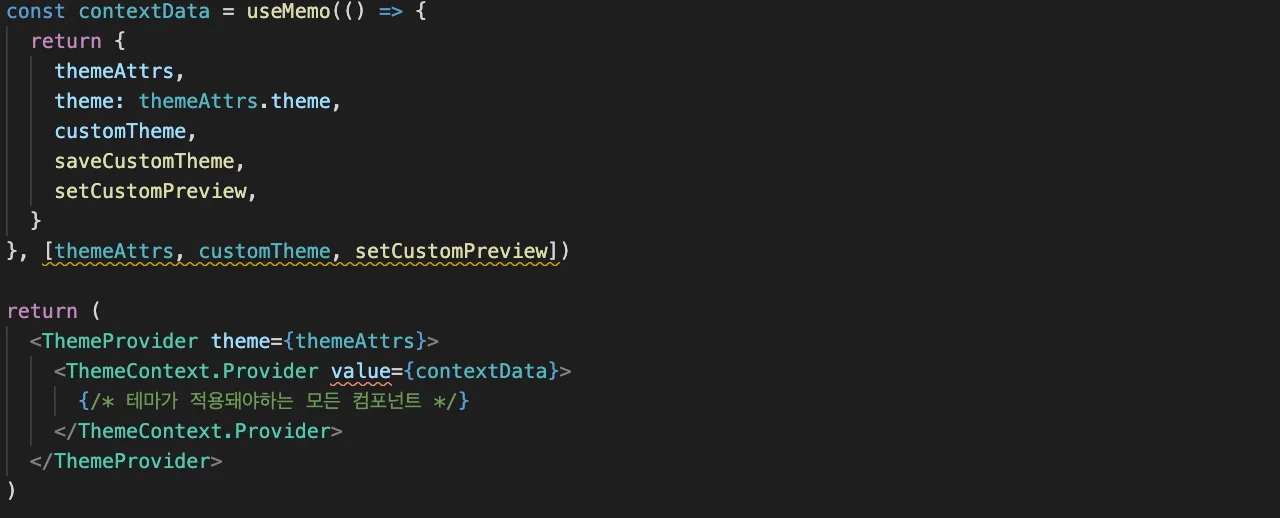 const contextData = useMemo(() => {
  return {
    themeAttrs,
    theme: themeAttrs.theme,
    customTheme,
    saveCustomTheme,
    setCustomPreview,
  }
}, [themeAttrs, customTheme, setCustomPreview])

return (
  <ThemeProvider theme={themeAttrs}>
    <ThemeContext.Provider value={contextData}>
      {/* 테마가 적용돼야하는 모든 컴포넌트 */}
    </ThemeContext.Provider>
  </ThemeProvider>
)